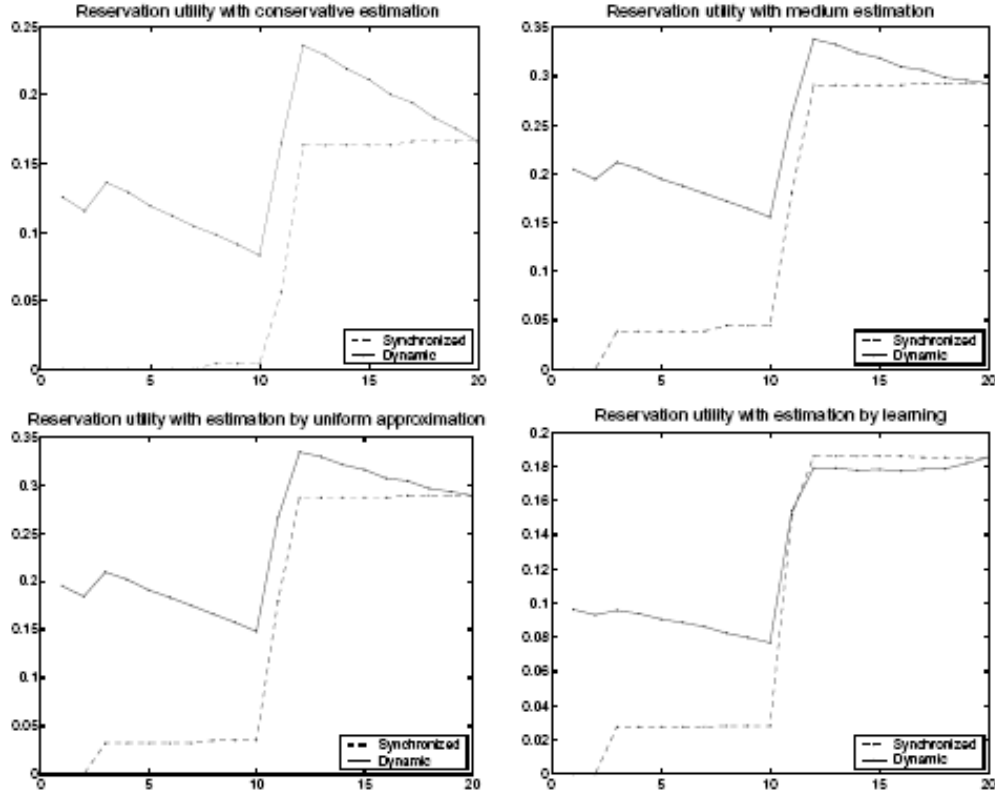 Reservation utility with conservative estimation
0.25
0.2
0.15
0.1
0.05
0
0 5 10 15 20
Synchronized
Dynamic
Reservation utility with medium estimation
0.35
0.3
0.25
0.2
0.15
0.1
0.05
0
0 5 10 15 20
Synchronized
Dynamic
Reservation utility with estimation by uniform approximation
0.35
0.3
0.25
0.2
0.15
0.1
0.05
0
0 5 10 15 20
Synchronized
Dynamic
Reservation utility with estimation by learning
0.2
0.18
0.16
0.14
0.12
0.1
0.08
0.06
0.04
0.02
0
0 5 10 15 20
Synchronized
Dynamic